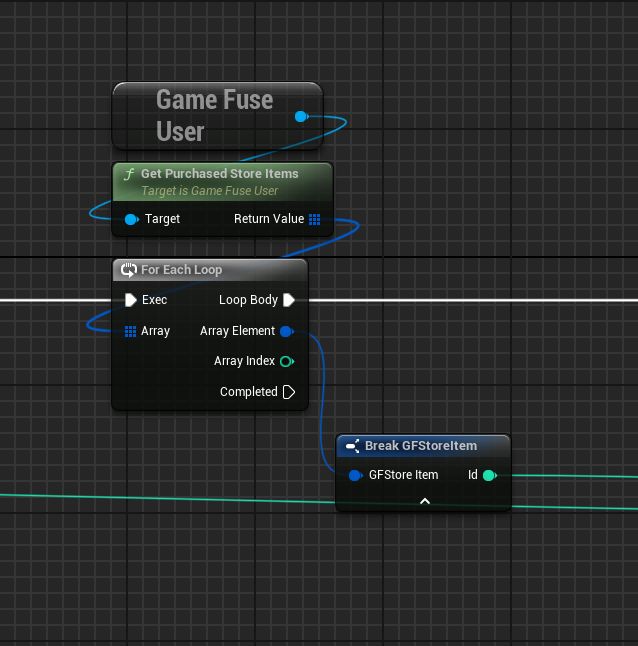 Game Fuse
User
Get Purchased Store Items
Target is Game Fuse User
Target Return Value
For Each Loop
Exec Loop Body
Array Array Element
Array Index
Completed
Break GFStoreItem
GFStore Item Id